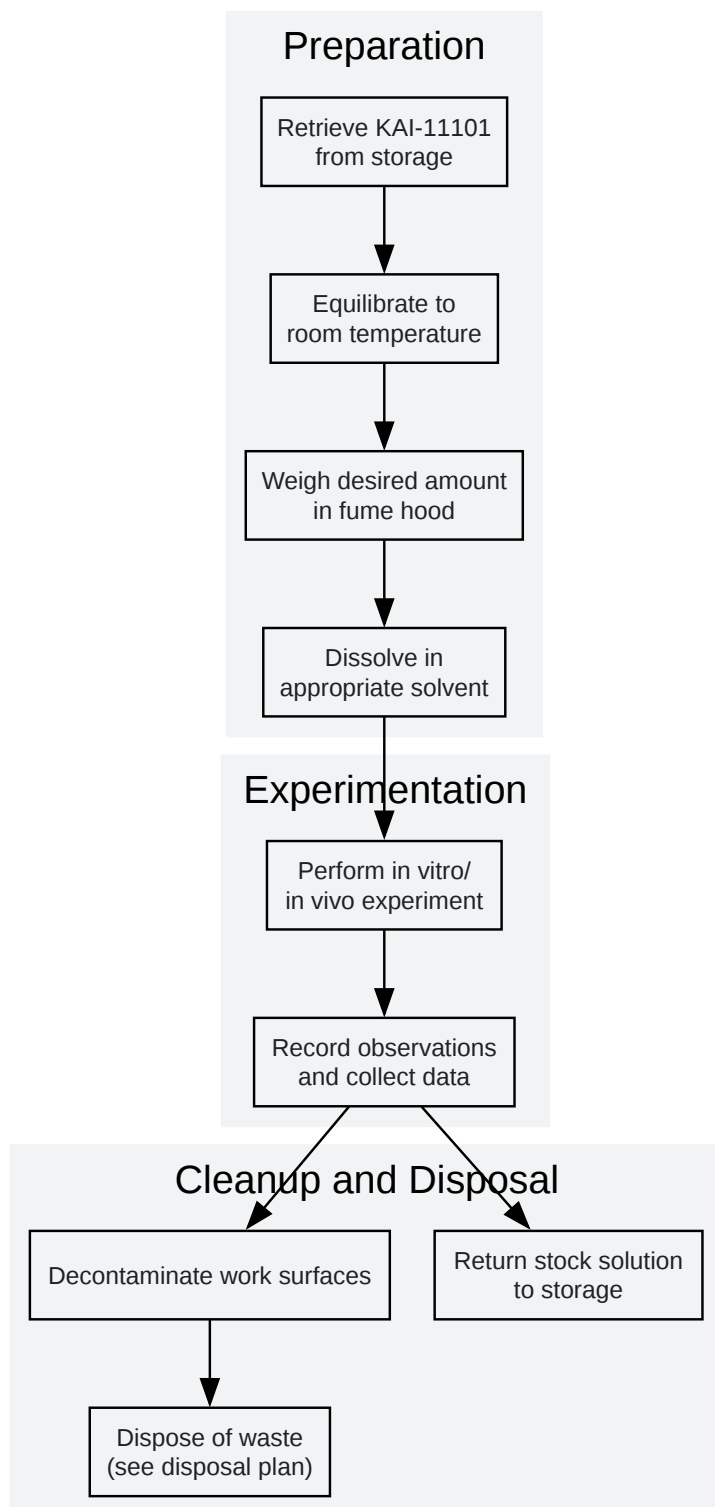 Preparation
Retrieve KAI-11101
from storage
Equilibrate to
room temperature
Weigh desired amount
in fume hood
Dissolve in
appropriate solvent
Experimentation
Perform in vitro/
in vivo experiment
Record observations
and collect data
Cleanup and Disposal
Decontaminate work surfaces
Return stock solution
to storage
Dispose of waste
(see disposal plan)